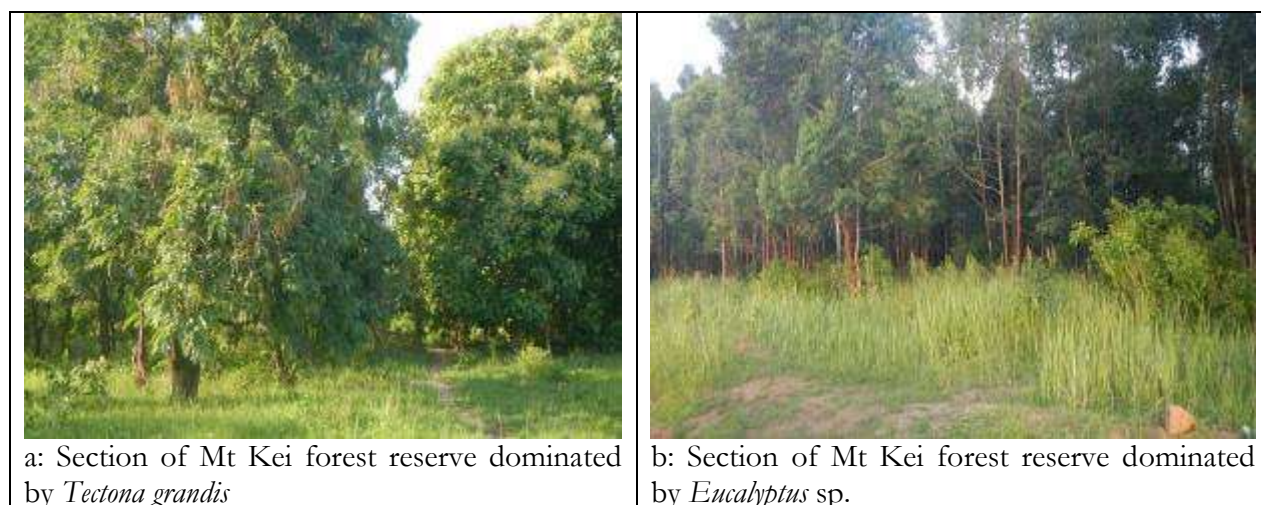 a: Section of Mt Kei forest reserve dominated
by Tectona grandis
b: Section of Mt Kei forest reserve dominated
by Eucalyptus sp.